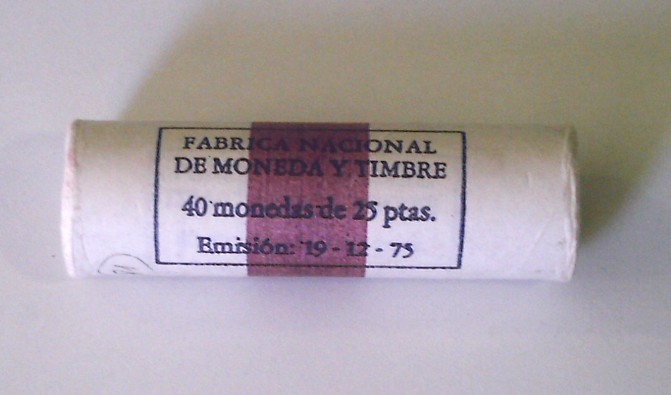 FABRICA NACIONAL
DE MONEDA Y TIMBRE
40 monedas de 25 ptas.
Emisión: 19 - 12 - 75